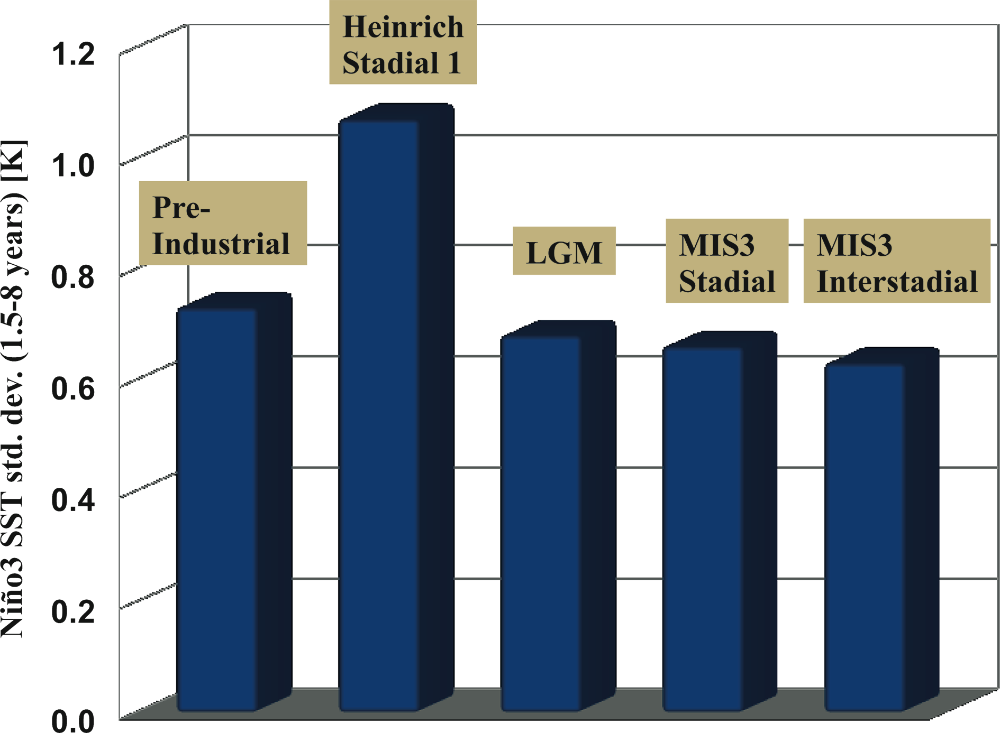 Niño3 SST std. dev. (1.5-8 years) [K]
1.2
1.0
0.8
0.6
0.4
0.2
0.0
Pre-
Industrial
Heinrich
Stadial 1
LGM
MIS3
Stadial
MIS3
Interstadial